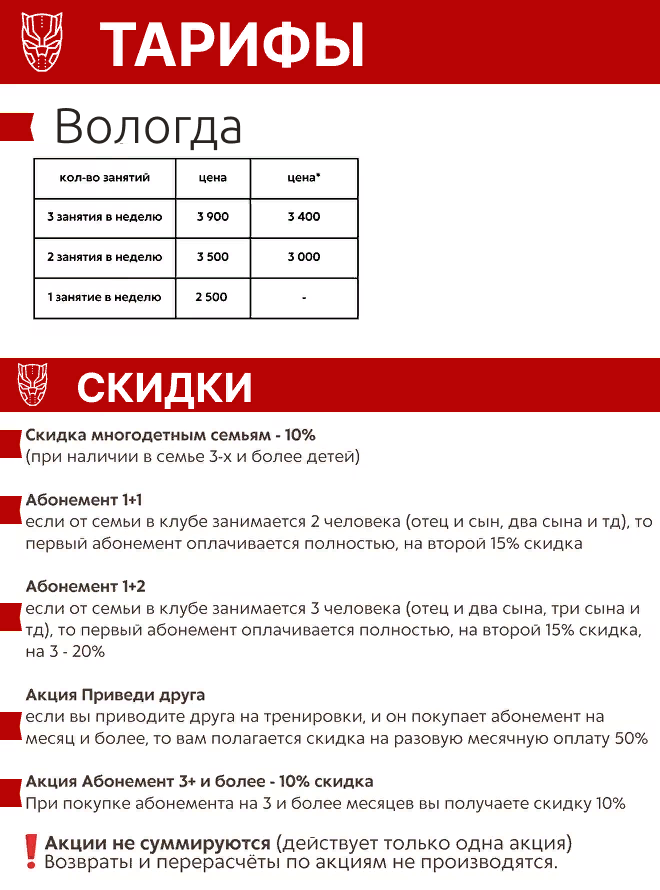 ТАРИФЫ
Вологда
кол-во занятий цена цена*
3 занятия в неделю 3 900 3 400
2 занятия в неделю 3 500 3 000
1 занятие в неделю 2 500 -
СКИДКИ
Скидка многодетным семьям - 10%
(при наличии в семье 3-х и более детей)
Абонемент 1+1
если от семьи в клубе занимается 2 человека (отец и сын, два сына и тд), то
первый абонемент оплачивается полностью, на второй 15% скидка
Абонемент 1+2
если от семьи в клубе занимается 3 человека (отец и два сына, три сына и
тд), то первый абонемент оплачивается полностью, на второй 15% скидка,
на 3 - 20%
Акция Приведи друга
если вы приводите друга на тренировки, и он покупает абонемент на
месяц и более, то вам полагается скидка на разовую месячную оплату 50%
Акция Абонемент 3+ и более - 10% скидка
При покупке абонемента на 3 и более месяцев вы получаете скидку 10%
Акции не суммируются (действует только одна акция)
Возвраты и перерасчёты по акциям не производятся.